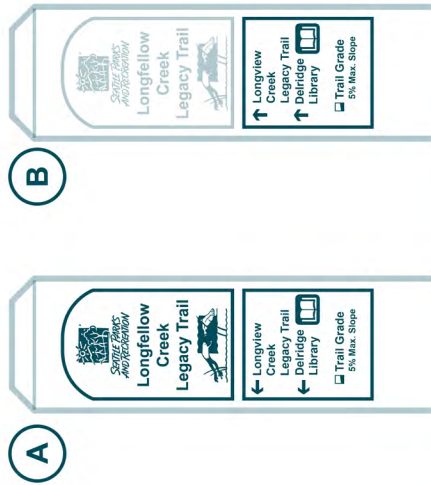 A
SEATTLE PARKS
AND RECREATION
Longfellow
Creek
Legacy Trail
Longview
Creek
Legacy Trail
Delridge
Library
Trail Grade
5% Max. Slope
B
SEATTLE PARKS
AND RECREATION
Longfellow
Creek
Legacy Trail
Longview
Creek
Legacy Trail
Delridge
Library
Trail Grade
5% Max. Slope